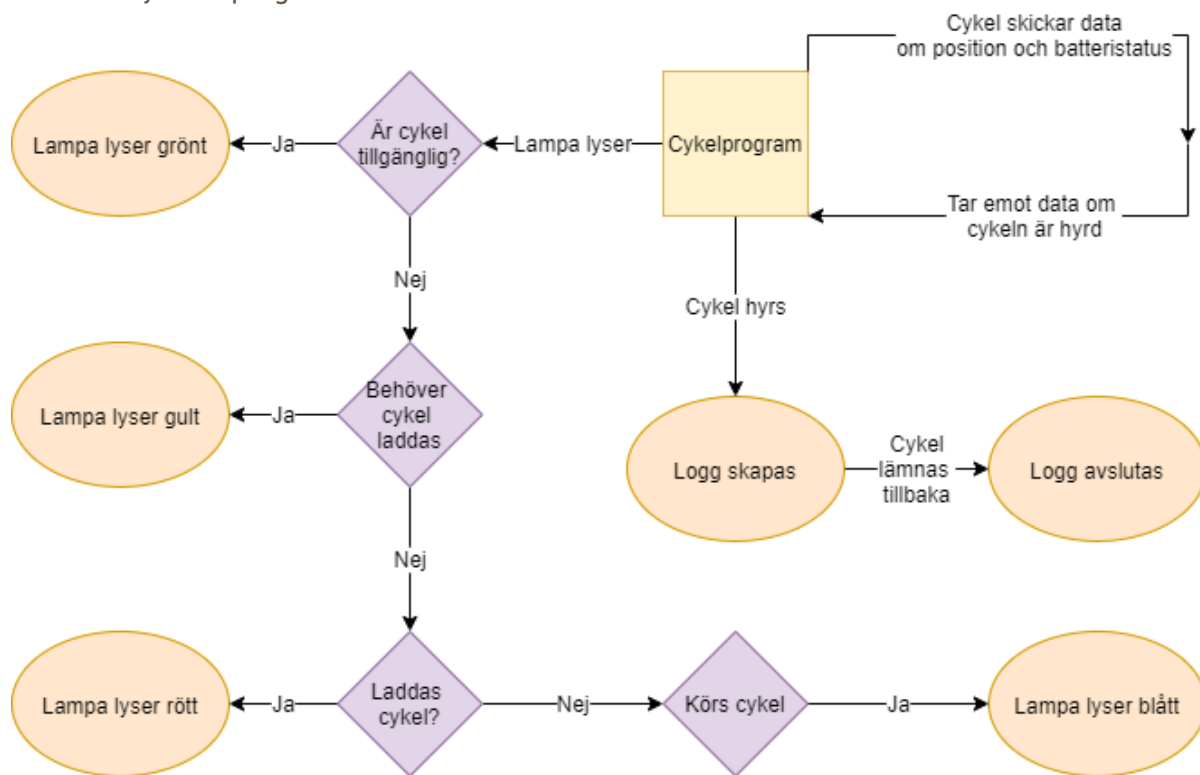 Cykel skickar data
om position och batteristatus
Lampa lyser grönt
Ja
Är cykel
tillgänglig?
Lampa lyser
Cykelprogram
Tar emot data om
cykeln är hyrd
Nej
Cykel hyrs
Lampa lyser gult
Ja
Behöver
cykel
laddas
Logg skapas
Cykel
lämnas
tillbaka
Logg avslutas
Nej
Lampa lyser rött
Ja
Laddas
cykel?
Nej
Körs cykel
Ja
Lampa lyser blått